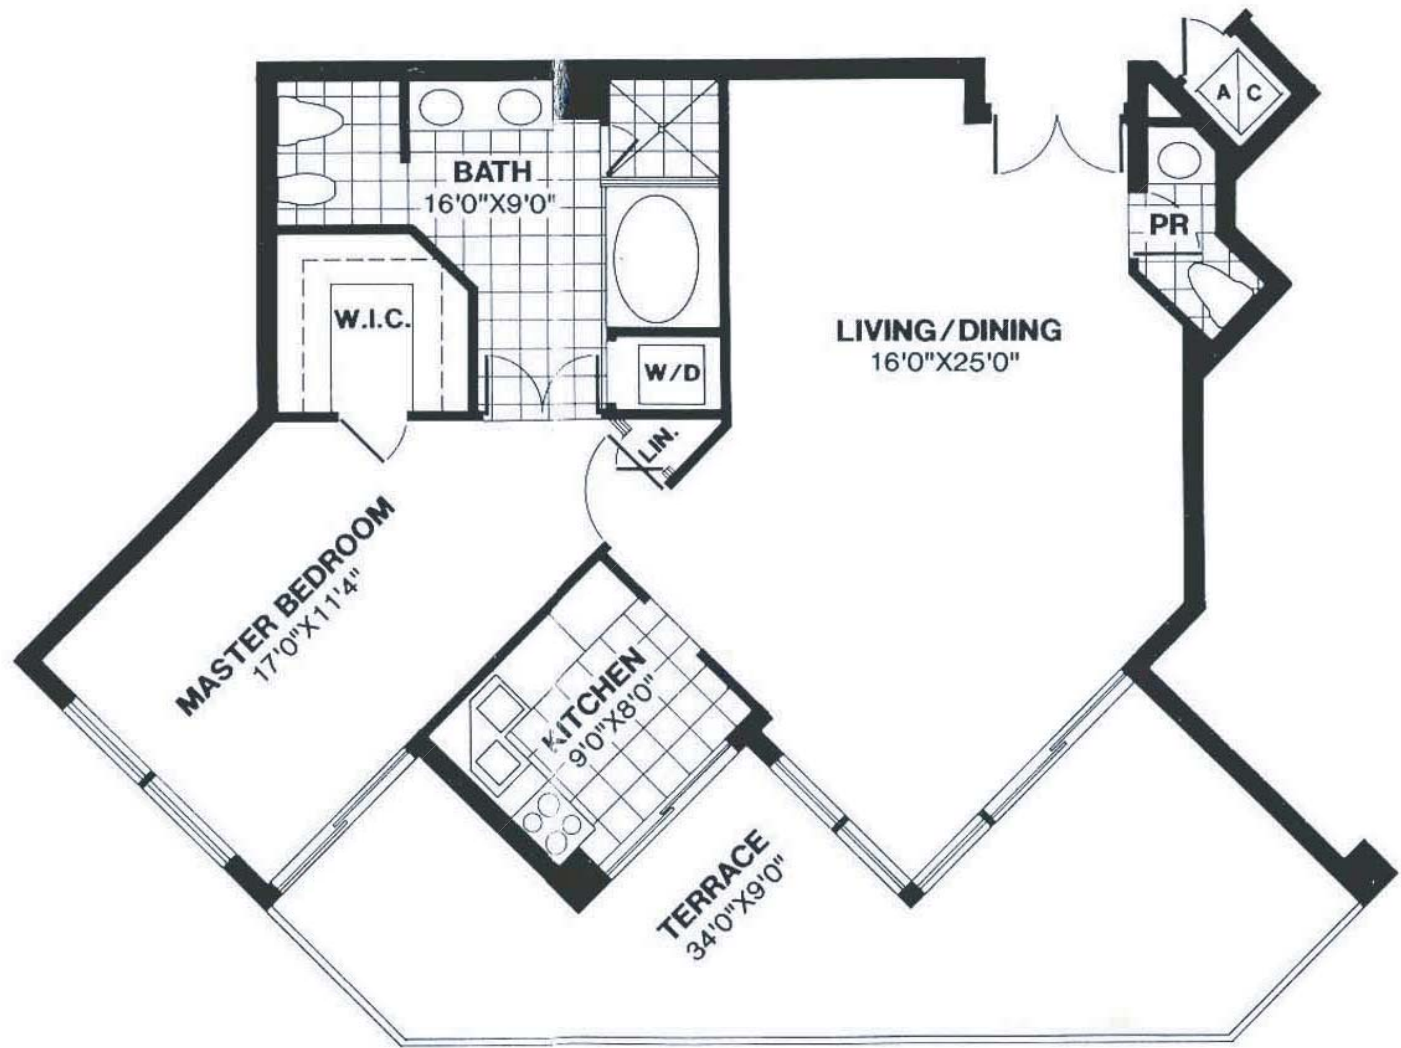 A C
BATH
16'0"X9'0"
PR
W.I.C.
LIVING/DINING
16'0"X25'0"
W/D
LIN.
MASTER BEDROOM
17'0"X11'4"
KITCHEN
9'0"X8'0"
TERRACE
34'0"X9'0"